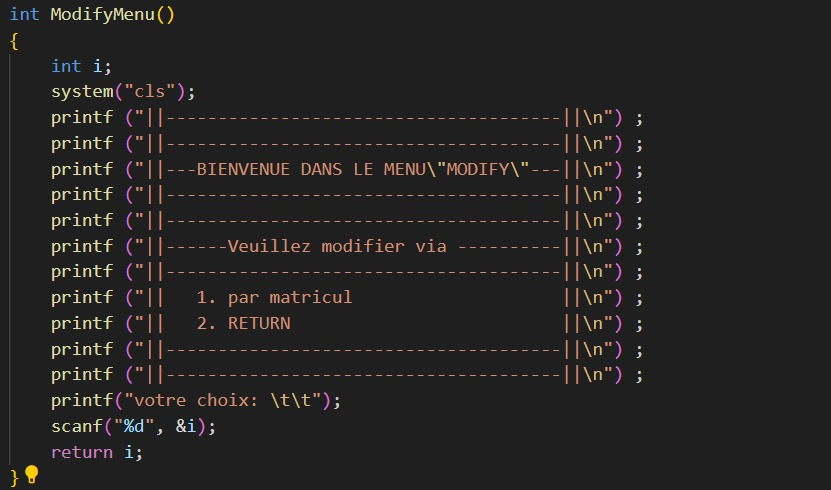 int ModifyMenu()
{
    int i;
    system("cls");
    printf ("||--------------------------------------||\n") ;
    printf ("||--------------------------------------||\n") ;
    printf ("||---BIENVENUE DANS LE MENU\"MODIFY\"---||\n") ;
    printf ("||--------------------------------------||\n") ;
    printf ("||--------------------------------------||\n") ;
    printf ("||------Veuillez modifier via ----------||\n") ;
    printf ("||--------------------------------------||\n") ;
    printf ("||   1. par matricul                    ||\n") ;
    printf ("||   2. RETURN                          ||\n") ;
    printf ("||--------------------------------------||\n") ;
    printf ("||--------------------------------------||\n") ;
    printf("votre choix: \t\t");
    scanf("%d", &i);
    return i;
}